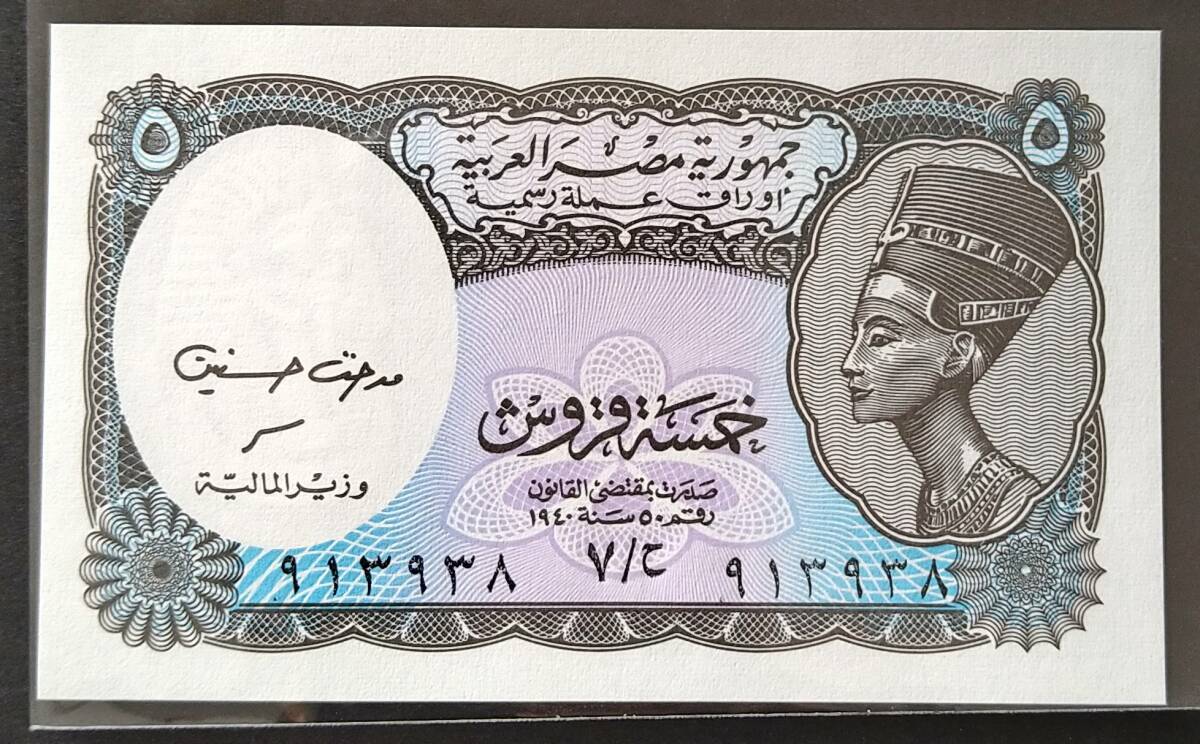 ٥ ٥
جمهورية مصر العربية
أوراق عملة رسمية
مدحت حسنين
خمسة قروش
وزير المالية
صدرت بمقتضى القانون
رقم ٥٠ سنة ١٩٤٠
٩١٣٩٣٨ ٧/ح ٩١٣٩٣٨